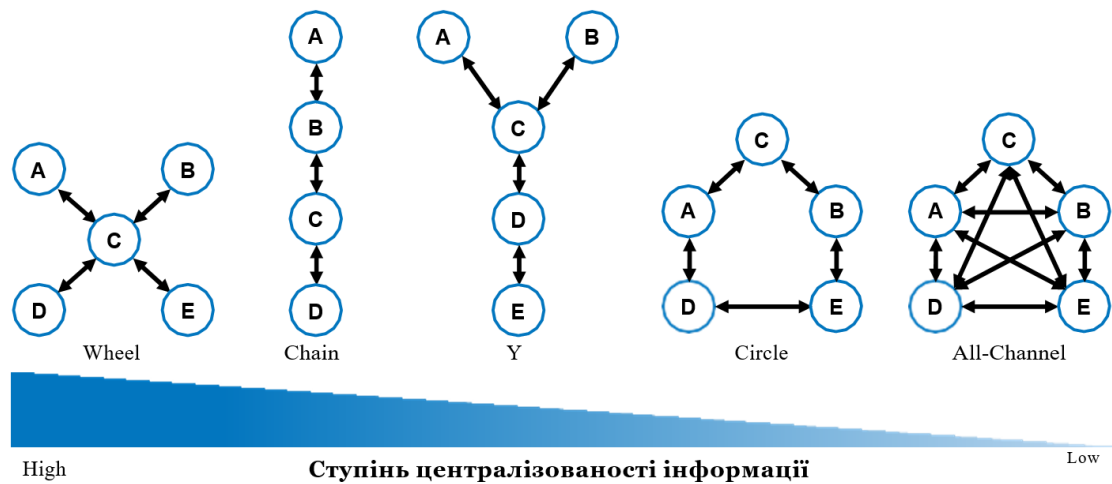 A
B
C
D
E
Wheel
A
B
C
D
Chain
A
B
C
D
E
Y
C
A
B
D
E
Circle
C
A
B
D
E
All-Channel
High
Ступінь централізованості інформації
Low